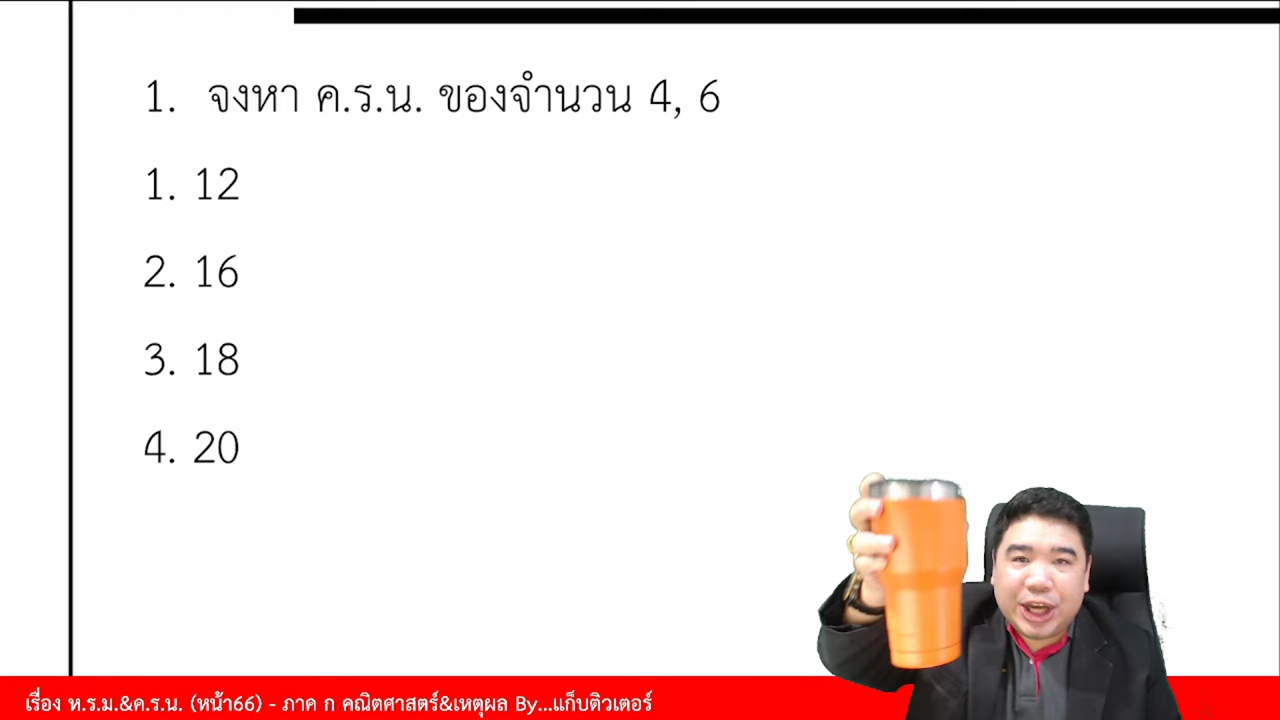 1. จงหา ค.ร.น. ของจำนวน 4, 6
1. 12
2. 16
3. 18
4. 20
เรื่อง ห.ร.ม.&ค.ร.น. (หน้า66) - ภาค ก คณิตศาสตร์&เหตุผล By...แก็บติวเตอร์